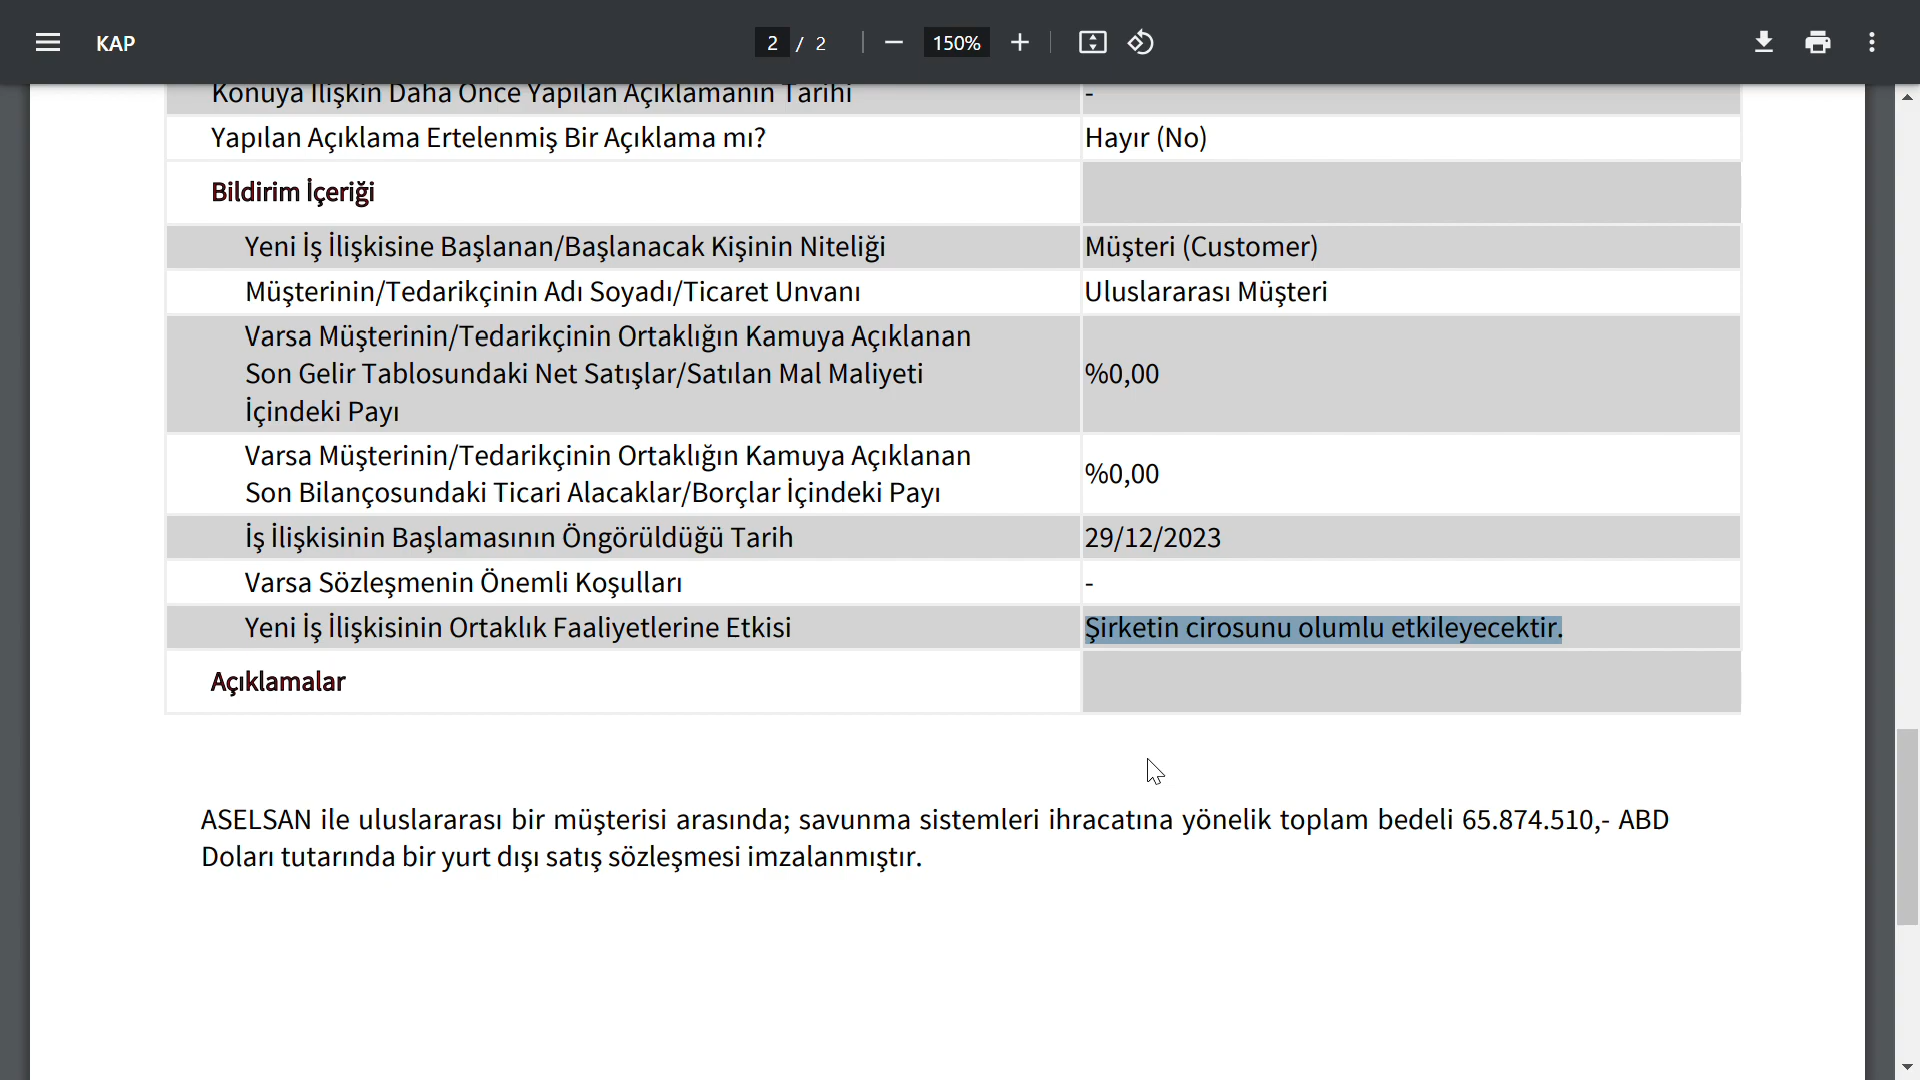 KAP
2 / 2
150%
Konuya İlişkin Daha Önce Yapılan Açıklamanın Tarihi
-
Yapılan Açıklama Ertelenmiş Bir Açıklama mı?
Hayır (No)
Bildirim İçeriği
Yeni İş İlişkisine Başlanan/Başlanacak Kişinin Niteliği
Müşteri (Customer)
Müşterinin/Tedarikçinin Adı Soyadı/Ticaret Unvanı
Uluslararası Müşteri
Varsa Müşterinin/Tedarikçinin Ortaklığın Kamuya Açıklanan
Son Gelir Tablosundaki Net Satışlar/Satılan Mal Maliyeti
İçindeki Payı
%0,00
Varsa Müşterinin/Tedarikçinin Ortaklığın Kamuya Açıklanan
Son Bilançosundaki Ticari Alacaklar/Borçlar İçindeki Payı
%0,00
İş İlişkisinin Başlamasının Öngörüldüğü Tarih
29/12/2023
Varsa Sözleşmenin Önemli Koşulları
-
Yeni İş İlişkisinin Ortaklık Faaliyetlerine Etkisi
Şirketin cirosunu olumlu etkileyecektir.
Açıklamalar
ASELSAN ile uluslararası bir müşterisi arasında; savunma sistemleri ihracatına yönelik toplam bedeli 65.874.510,- ABD
Doları tutarında bir yurt dışı satış sözleşmesi imzalanmıştır.